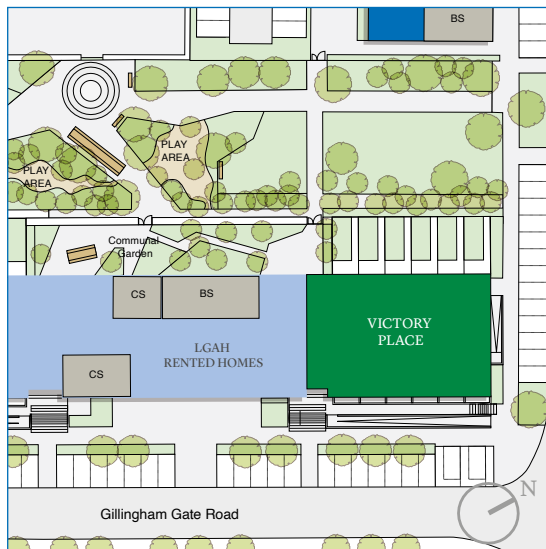 BS
PLAY
AREA
PLAY
AREA
Communal
Garden
CS
BS
VICTORY
PLACE
LGAH
RENTED HOMES
CS
N
Gillingham Gate Road